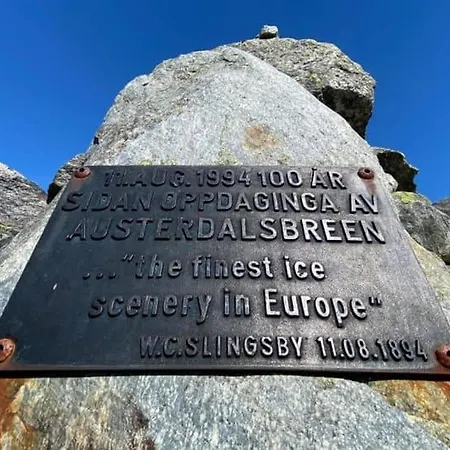 11.AUG.1994 100 ÅR
SIDAN OPPDAGINGA AV
AUSTERDALSBREEN
..."the finest ice
scenery in Europe"
W.C.SLINGSBY 11.08.1894